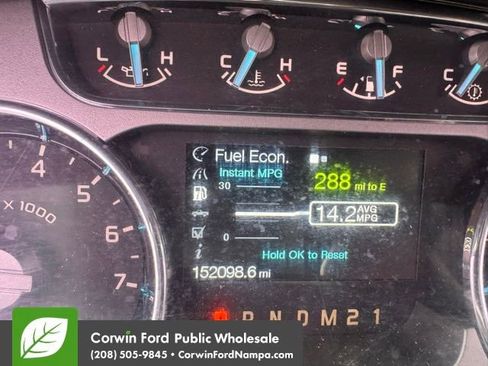 L H
C H
E F
C
Fuel Econ.
Instant MPG
30
288 mi to E
14.2 AVG MPG
0
Hold OK to Reset
152098.6 mi
4
5
6
7
X 1000
R N D M 2 1
Corwin Ford Public Wholesale
(208) 505-9845 • CorwinFordNampa.com